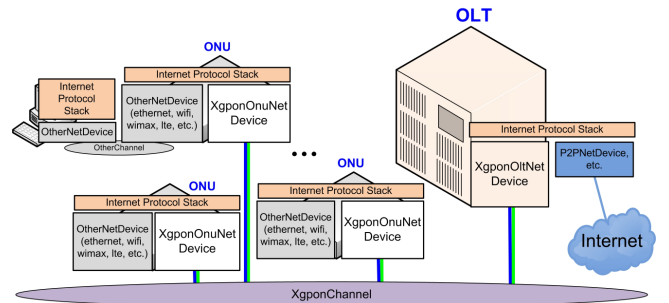 OLT
ONU
Internet Protocol Stack
Internet
Protocol
Stack
OtherNetDevice
(ethernet, wifi,
wimax, lte, etc.)
XgponOnuNet
Device
OtherNetDevice
OtherChannel
Internet Protocol Stack
XgponOltNet
Device
P2PNetDevice,
etc.
Internet
ONU
Internet Protocol Stack
OtherNetDevice
(ethernet, wifi,
wimax, lte, etc.)
XgponOnuNet
Device
ONU
Internet Protocol Stack
OtherNetDevice
(ethernet, wifi,
wimax, lte, etc.)
XgponOnuNet
Device
XgponChannel